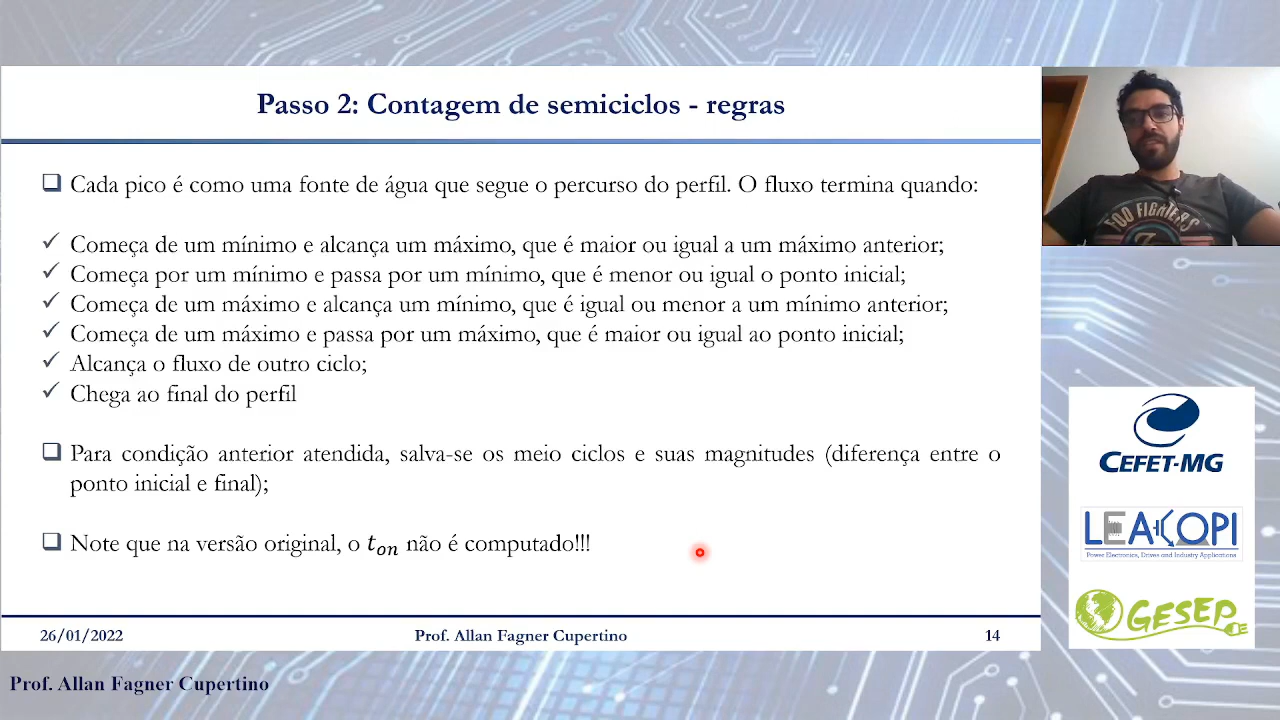 Passo 2: Contagem de semiciclos - regras
Cada pico é como uma fonte de água que segue o percurso do perfil. O fluxo termina quando:
Começa de um mínimo e alcança um máximo, que é maior ou igual a um máximo anterior;
Começa por um mínimo e passa por um mínimo, que é menor ou igual o ponto inicial;
Começa de um máximo e alcança um mínimo, que é igual ou menor a um mínimo anterior;
Começa de um máximo e passa por um máximo, que é maior ou igual ao ponto inicial;
Alcança o fluxo de outro ciclo;
Chega ao final do perfil
Para condição anterior atendida, salva-se os meio ciclos e suas magnitudes (diferença entre o
ponto inicial e final);
Note que na versão original, o t_on não é computado!!!
26/01/2022
Prof. Allan Fagner Cupertino
14
Prof. Allan Fagner Cupertino
FOO FIGHTERS
CEFET-MG
LEACOPI
Power Electronics, Drives and Industry Applications
GESEP